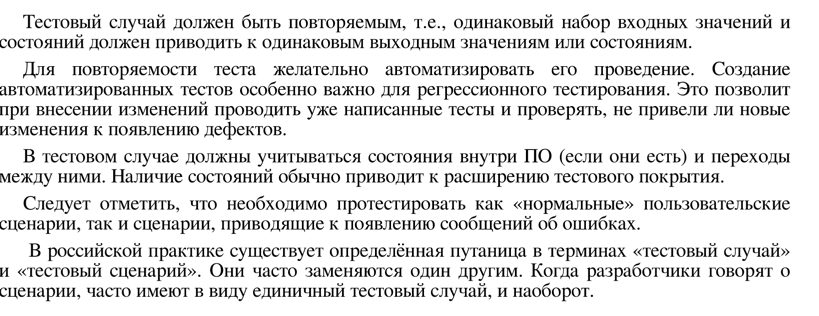 Тестовый случай должен быть повторяемым, т.е., одинаковый набор входных значений и
состояний должен приводить к одинаковым выходным значениям или состояниям.
Для повторяемости теста желательно автоматизировать его проведение. Создание
автоматизированных тестов особенно важно для регрессионного тестирования. Это позволит
при внесении изменений проводить уже написанные тесты и проверять, не привели ли новые
изменения к появлению дефектов.
В тестовом случае должны учитываться состояния внутри ПО (если они есть) и переходы
между ними. Наличие состояний обычно приводит к расширению тестового покрытия.
Следует отметить, что необходимо протестировать как «нормальные» пользовательские
сценарии, так и сценарии, приводящие к появлению сообщений об ошибках.
В российской практике существует определённая путаница в терминах «тестовый случай»
и «тестовый сценарий». Они часто заменяются один другим. Когда разработчики говорят о
сценарии, часто имеют в виду единичный тестовый случай, и наоборот.